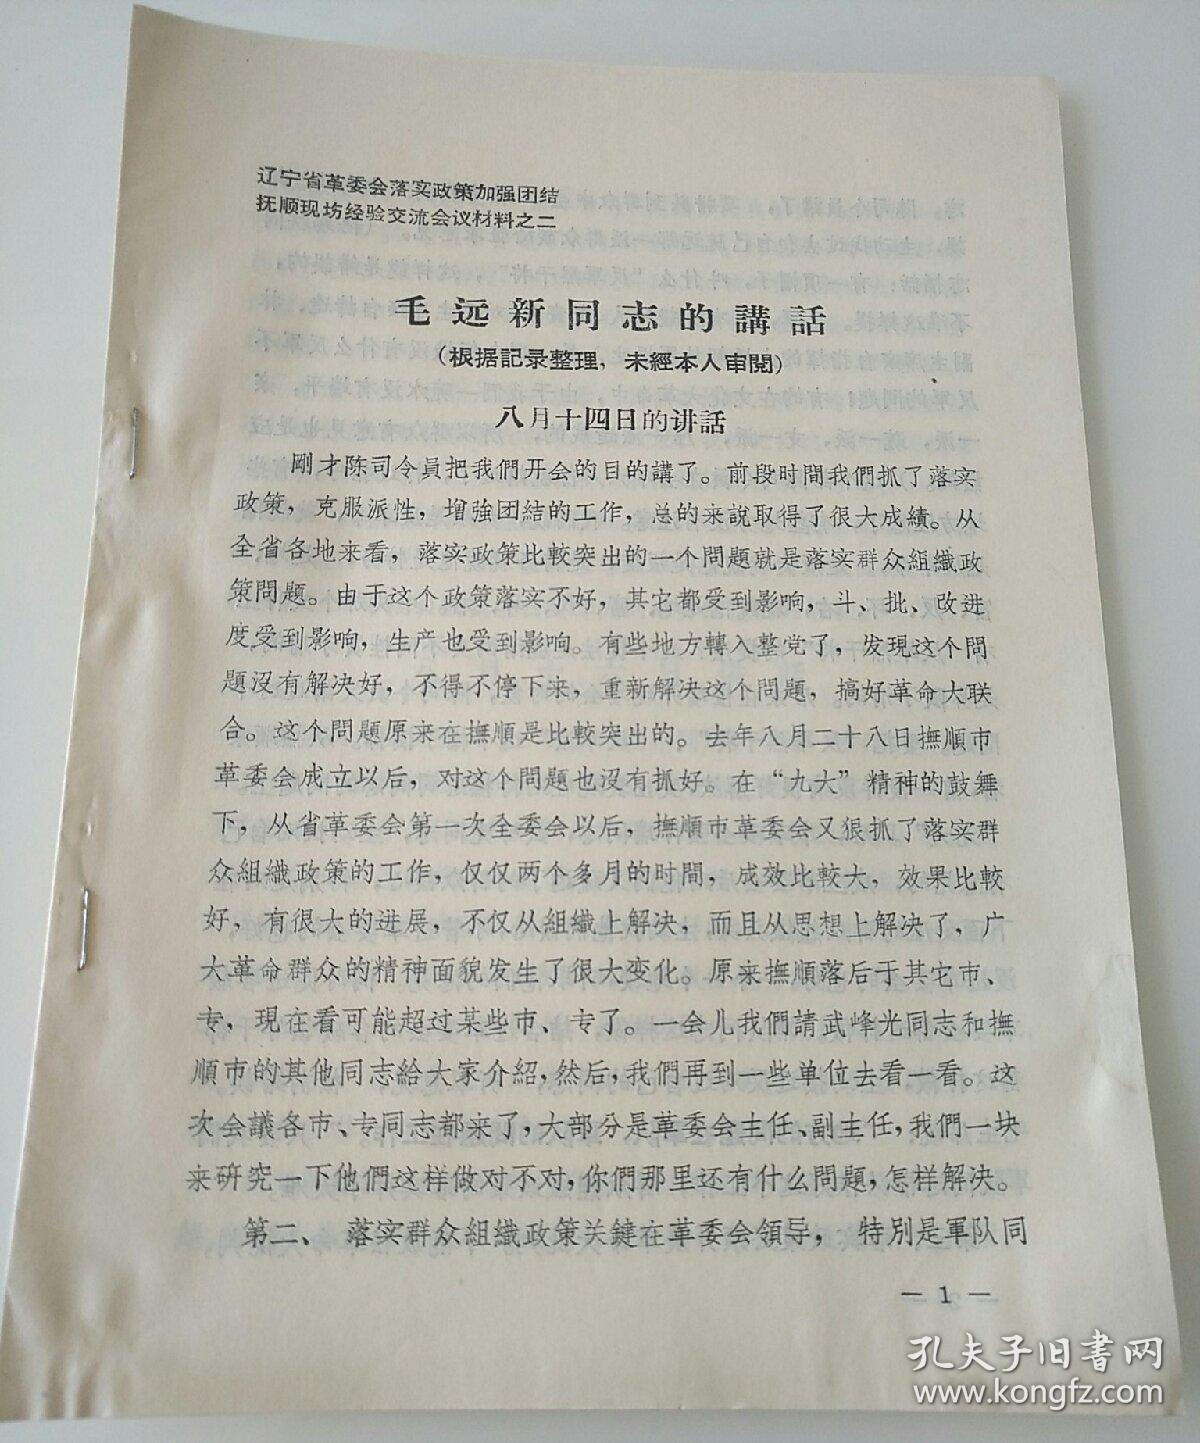 辽宁省革委会落实政策加强团结
抚顺现坊经验交流会议材料之二
毛远新同志的講話
(根据記录整理，未經本人审閱)
八月十四日的讲話
剛才陈司令員把我們开会的目的講了。前段时間我們抓了落实
政策，克服派性，增強团結的工作，总的来說取得了很大成績。从
全省各地来看，落实政策比較突出的一个問題就是落实群众組織政
策問題。由于这个政策落实不好，其它都受到影响，斗、批、改进
度受到影响，生产也受到影响。有些地方轉入整党了，发現这个問
題沒有解决好，不得不停下来，重新解决这个問題，搞好革命大联
合。这个問題原来在撫順是比較突出的。去年八月二十八日撫順市
革委会成立以后，对这个問題也沒有抓好。在“九大”精神的鼓舞
下，从省革委会第一次全委会以后，撫順市革委会又狠抓了落实群
众組織政策的工作，仅仅两个多月的时間，成效比較大，效果比較
好，有很大的进展，不仅从組織上解决，而且从思想上解决了，广
大革命群众的精神面貌发生了很大变化。原来撫順落后于其它市、
专，現在看可能超过某些市、专了。一会儿我們請武峰光同志和撫
順市的其他同志給大家介紹，然后，我們再到一些单位去看一看。这
次会議各市、专同志都来了，大部分是革委会主任、副主任，我們一块
来研究一下他們这样做对不对，你們那里还有什么問題，怎样解决。
第二、落实群众組織政策关鍵在革委会領导，特別是軍队同
— 1 —
孔夫子旧书网
www.kongfz.com